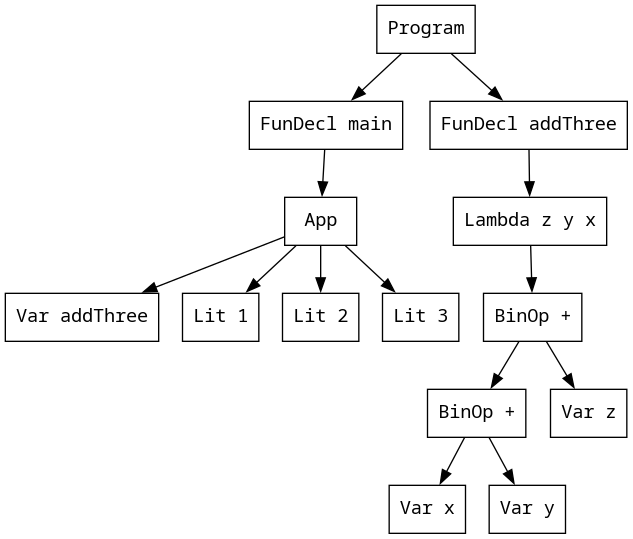 Program
FunDecl main
FunDecl addThree
App
Lambda z y x
Var addThree
Lit 1
Lit 2
Lit 3
BinOp +
BinOp +
Var z
Var x
Var y